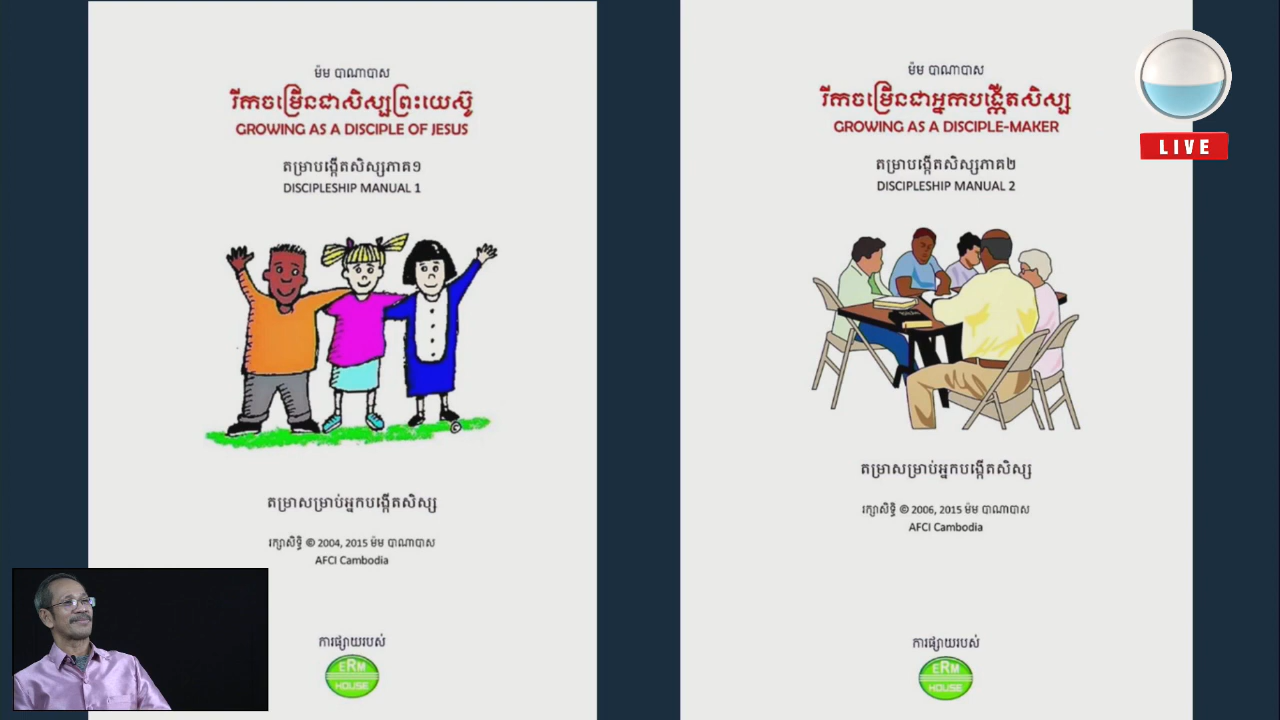 ម៉ម បាណាបាស
រីកចម្រើនជាសិស្សព្រះយេស៊ូ
GROWING AS A DISCIPLE OF JESUS
តម្រាបង្កើតសិស្សភាគ១
DISCIPLESHIP MANUAL 1
តម្រាសម្រាប់អ្នកបង្កើតសិស្ស
រក្សាសិទ្ធិ © 2004, 2015 ម៉ម បាណាបាស
AFCI Cambodia
ការផ្សាយរបស់
ERM
HOUSE
ម៉ម បាណាបាស
រីកចម្រើនជាអ្នកបង្កើតសិស្ស
GROWING AS A DISCIPLE-MAKER
តម្រាបង្កើតសិស្សភាគ២
DISCIPLESHIP MANUAL 2
តម្រាសម្រាប់អ្នកបង្កើតសិស្ស
រក្សាសិទ្ធិ © 2006, 2015 ម៉ម បាណាបាស
AFCI Cambodia
ការផ្សាយរបស់
ERM
HOUSE
LIVE